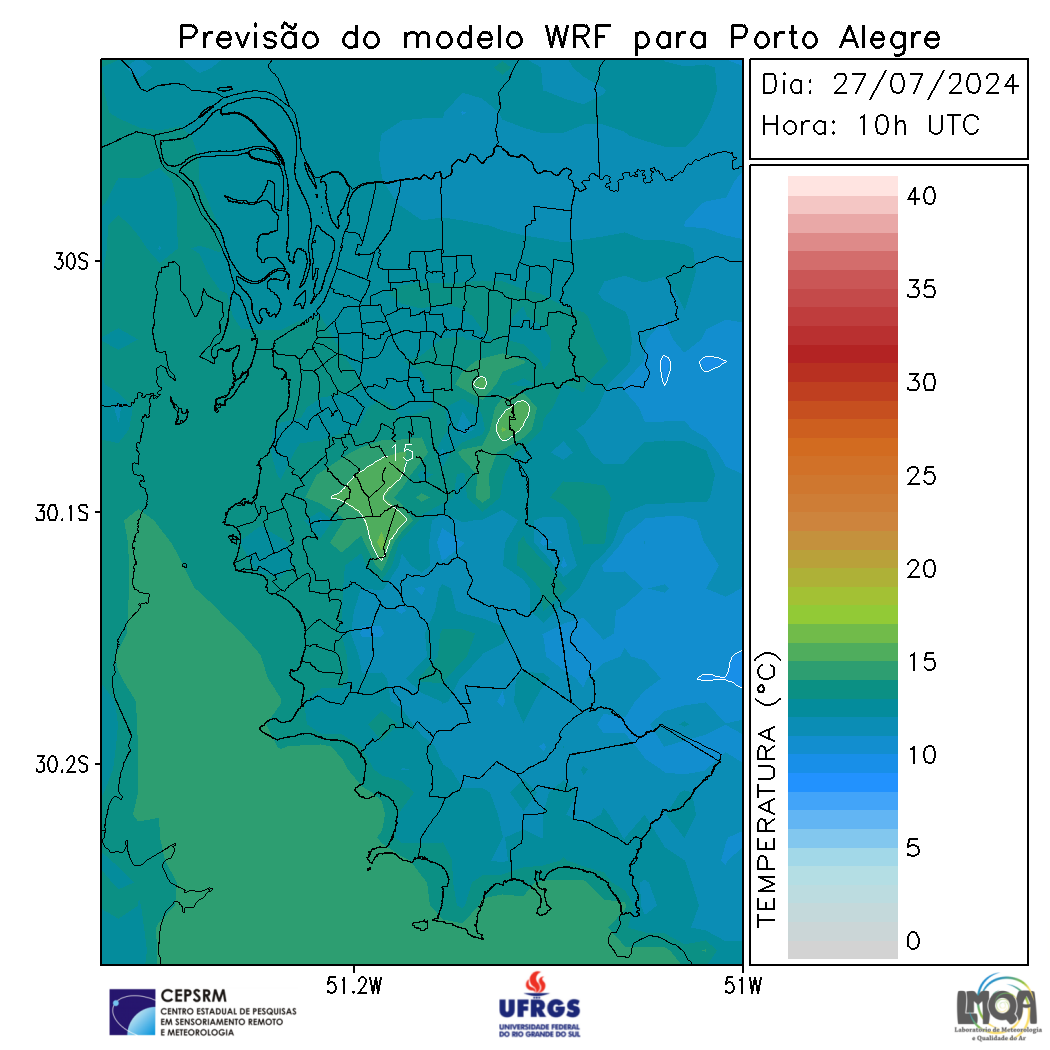 Previsão do modelo WRF para Porto Alegre
Dia: 27/07/2024
Hora: 10h UTC
40
35
30
25
20
15
10
5
0
TEMPERATURA (°C)
30S
30.1S
30.2S
51.2W
51W
15
CEPSRM
CENTRO ESTADUAL DE PESQUISAS
EM SENSORIAMENTO REMOTO
E METEOROLOGIA
UFRGS
UNIVERSIDADE FEDERAL
DO RIO GRANDE DO SUL
LMQA
Laboratório de Meteorologia
e Qualidade do Ar